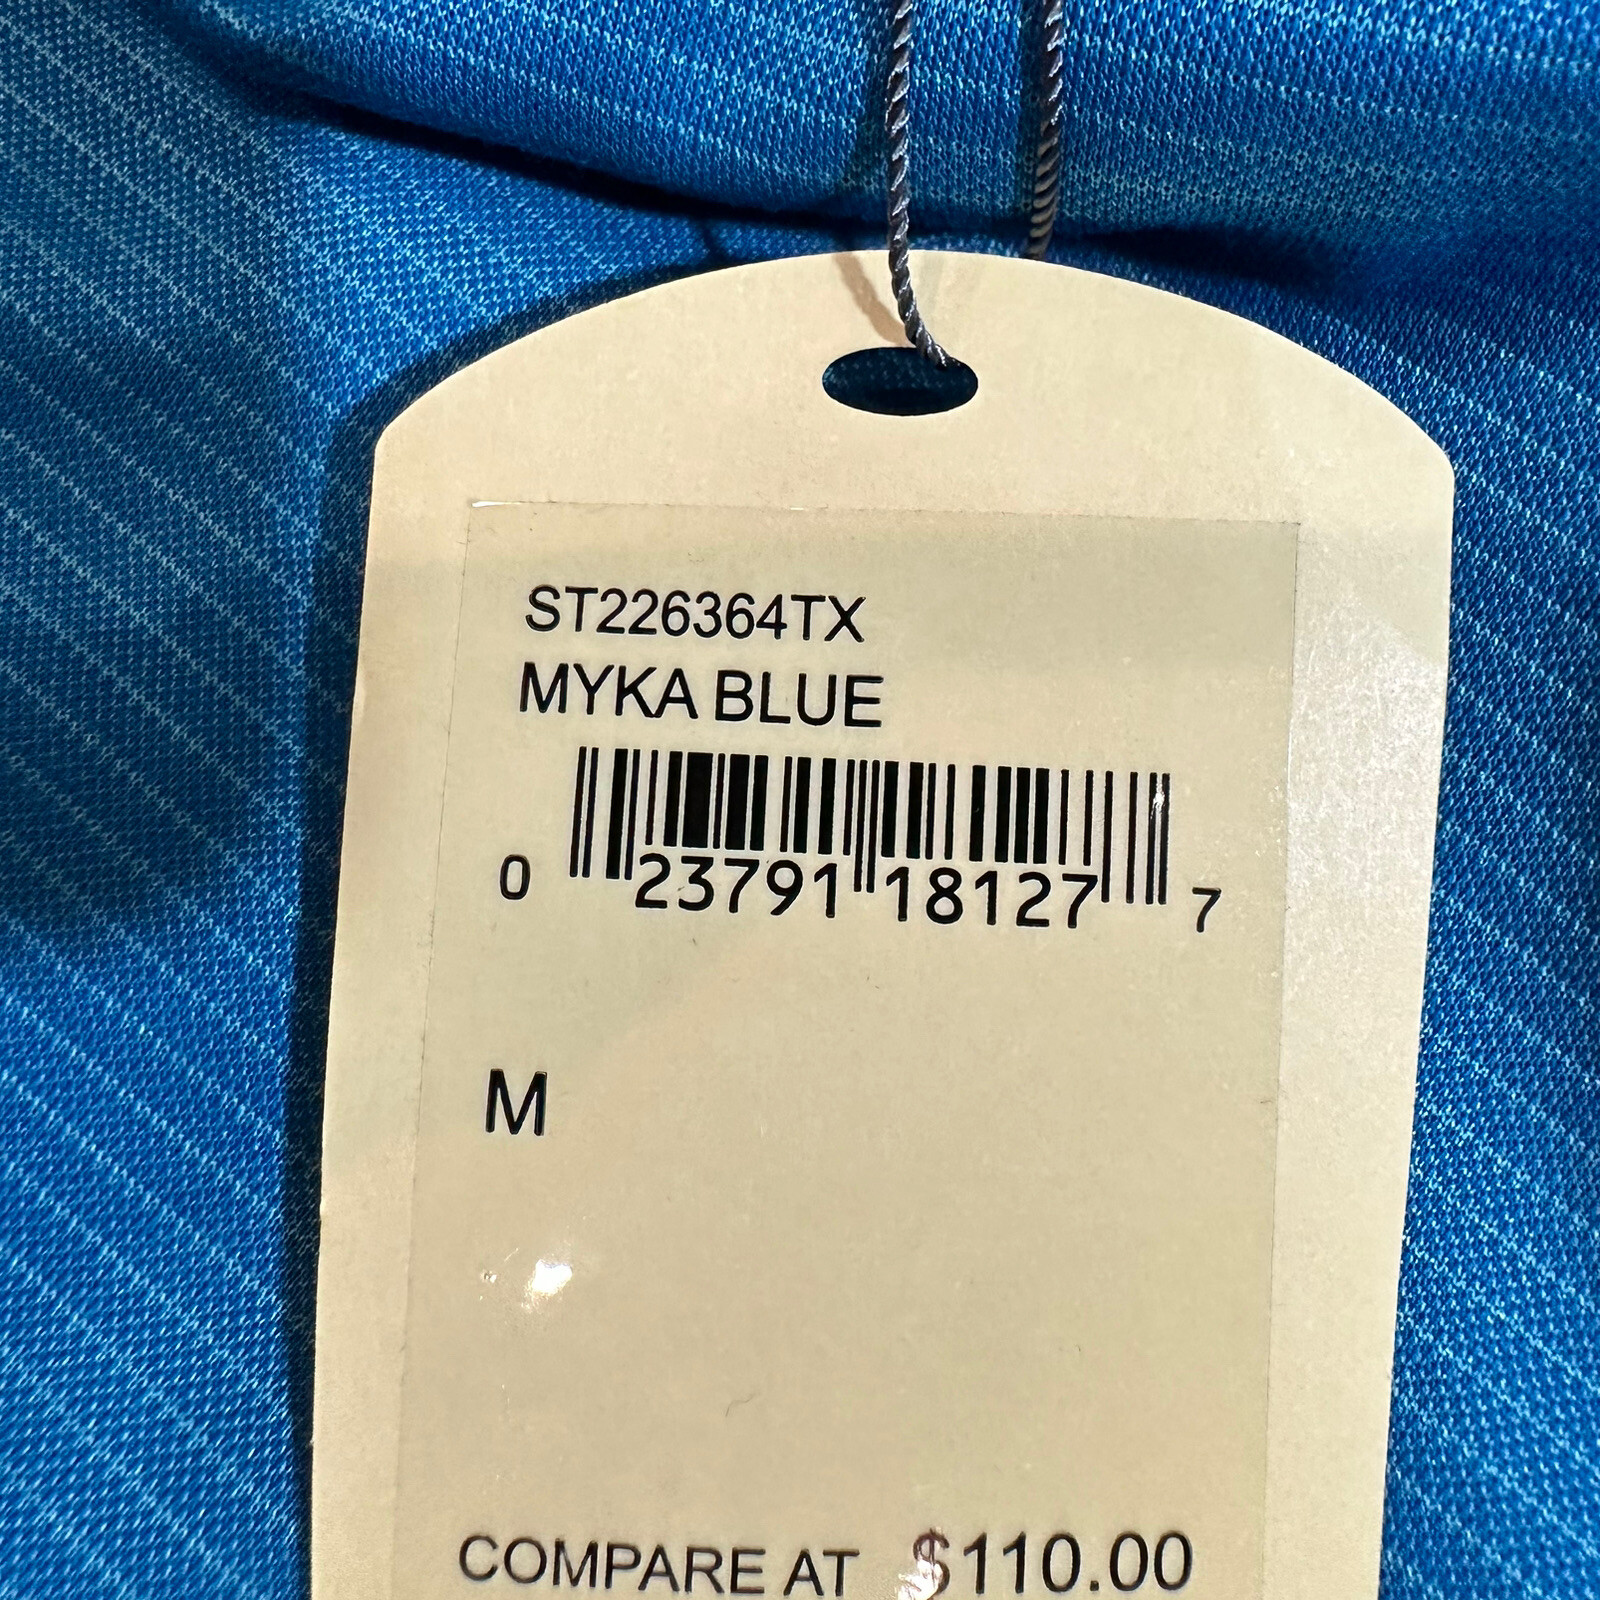 ST226364TX
MYKA BLUE
0 23791 18127 7
M
COMPARE AT $110.00